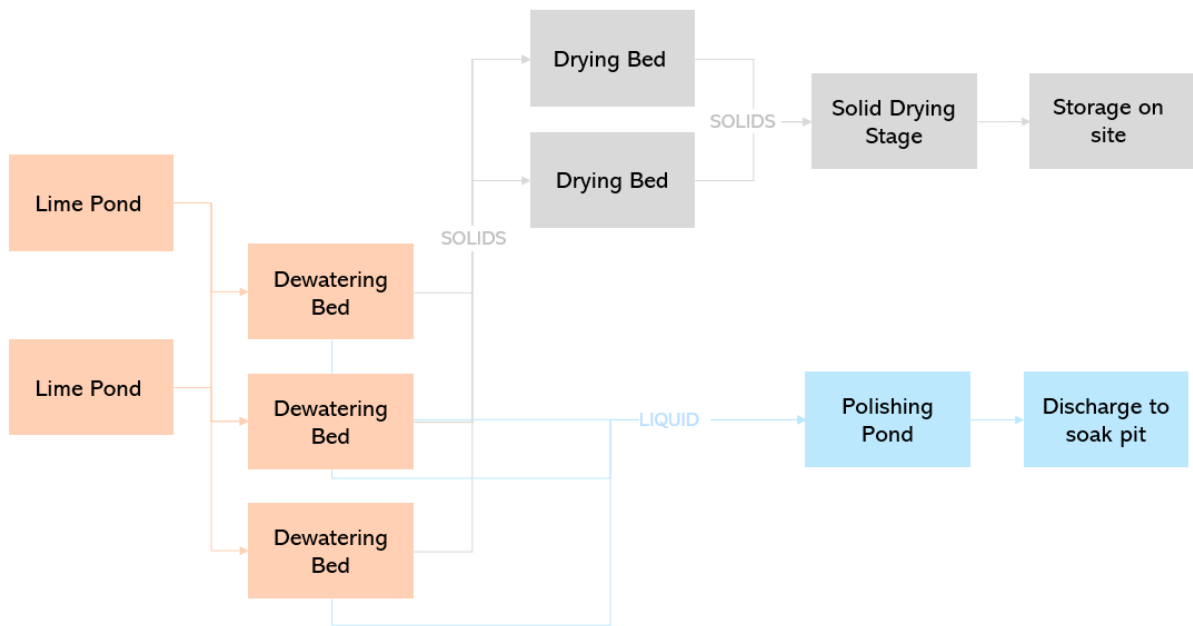 Drying Bed
Drying Bed
SOLIDS
Solid Drying
Stage
Storage on
site
Lime Pond
Lime Pond
SOLIDS
Dewatering
Bed
Dewatering
Bed
Dewatering
Bed
LIQUID
Polishing
Pond
Discharge to
soak pit